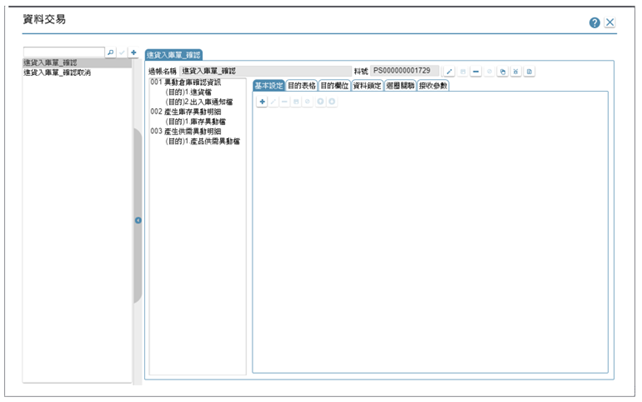 資料交易
進貨入庫單_確認
進貨入庫單_確認取消
進貨入庫單_確認
過帳名稱 進貨入庫單_確認 料號 PS000000001729
001 異動倉庫確認資訊
(目的)1.進貨檔
(目的)2.出入庫通知檔
002 產生庫存異動明細
(目的)1.庫存異動檔
003 產生供需異動明細
(目的)1.產品供需異動檔
基本設定 目的表格 目的欄位 資料鎖定 迴圈關聯 接收參數